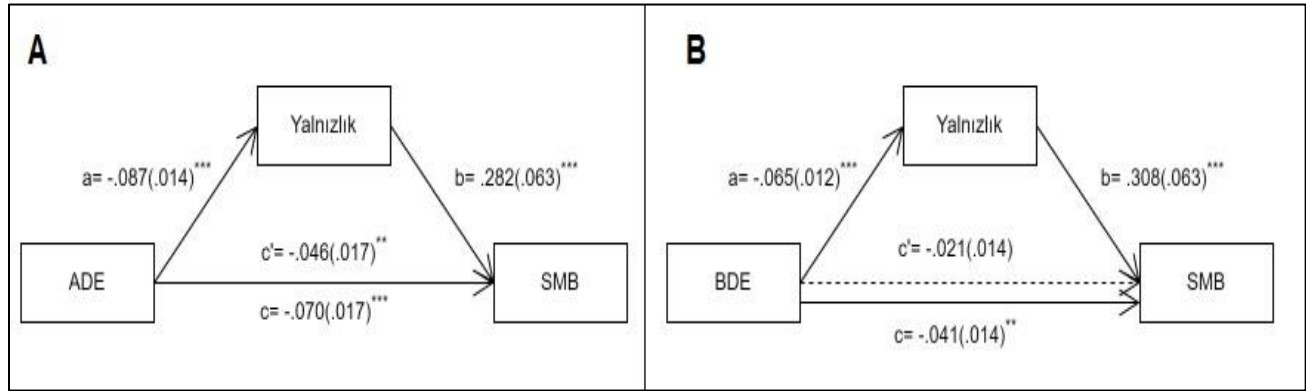 A
Yalnızlık
a= -.087(.014)***
b= .282(.063)***
c'= -.046(.017)**
ADE
SMB
c= -.070(.017)***
B
Yalnızlık
a= -.065(.012)***
b= .308(.063)***
c'= -.021(.014)
BDE
SMB
c= -.041(.014)**